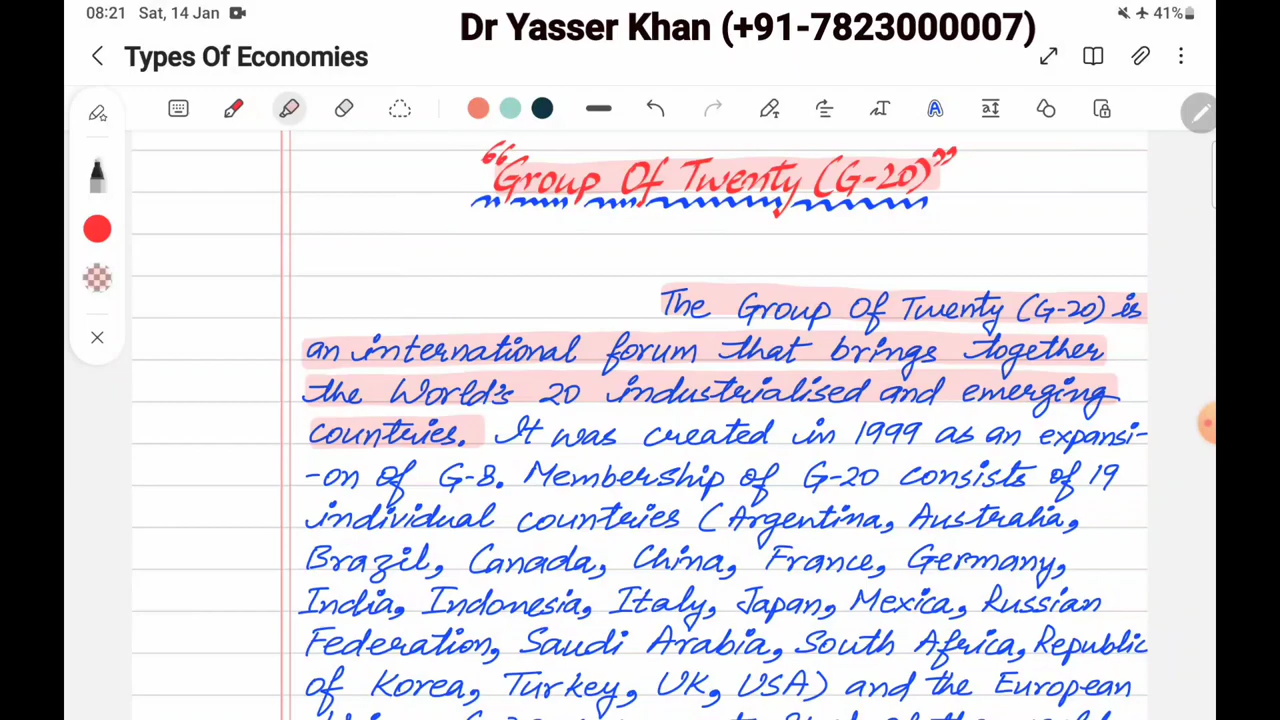 08:21 Sat, 14 Jan
Dr Yasser Khan (+91-7823000007)
41%
Types Of Economies
"Group Of Twenty (G-20)"
The Group Of Twenty (G-20) is
an international forum that brings together
the World's 20 industrialised and emerging
countries. It was created in 1999 as an expansi-
-on of G-8. Membership of G-20 consists of 19
individual countries (Argentina, Australia,
Brazil, Canada, China, France, Germany,
India, Indonesia, Italy, Japan, Mexica, Russian
Federation, Saudi Arabia, South Africa, Republic
of Korea, Turkey, UK, USA) and the European